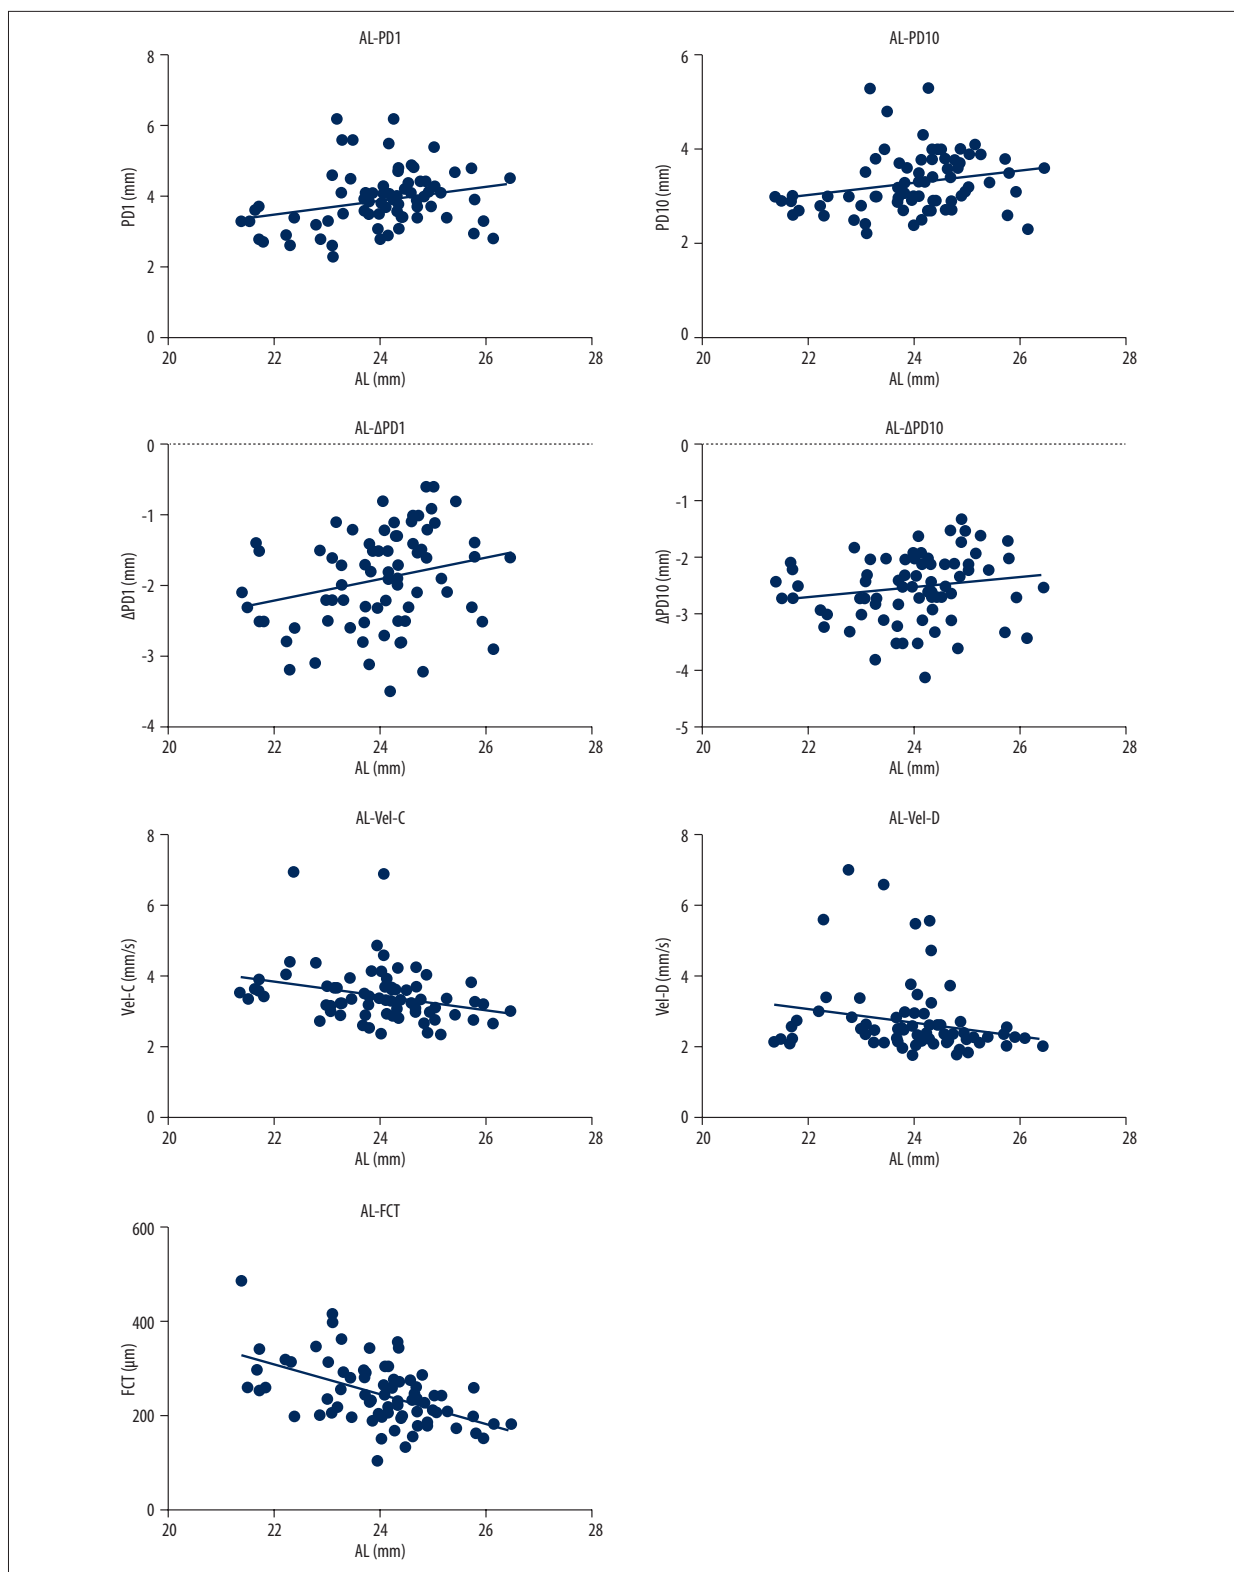 AL-PD1
8
6
4
2
0
PD1 (mm)
20 22 24 26 28
AL (mm)
AL-PD10
6
4
2
0
PD10 (mm)
20 22 24 26 28
AL (mm)
AL-ΔPD1
0
-1
-2
-3
-4
ΔPD1 (mm)
20 22 24 26 28
AL (mm)
AL-ΔPD10
0
-1
-2
-3
-4
-5
ΔPD10 (mm)
20 22 24 26 28
AL (mm)
AL-Vel-C
8
6
4
2
0
Vel-C (mm/s)
20 22 24 26 28
AL (mm)
AL-Vel-D
8
6
4
2
0
Vel-D (mm/s)
20 22 24 26 28
AL (mm)
AL-FCT
600
400
200
0
FCT (μm)
20 22 24 26 28
AL (mm)